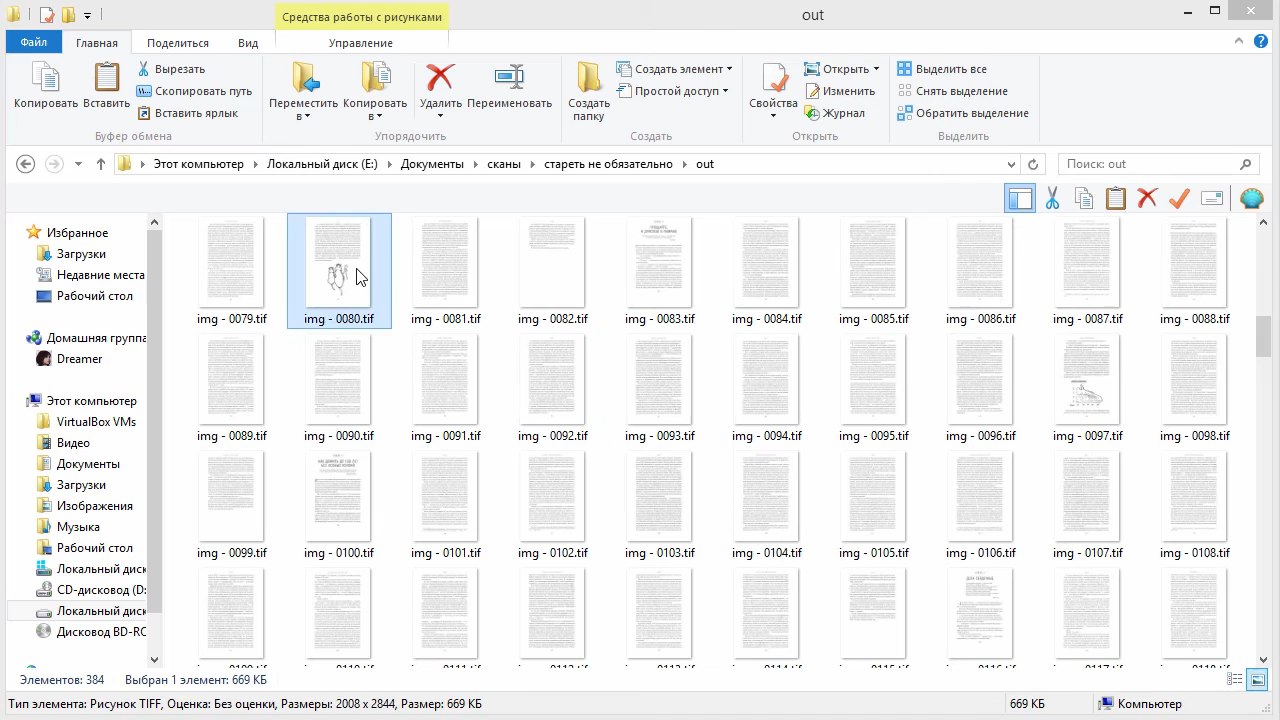 Средства работы с рисунками
out
Файл
Главная
Поделиться
Вид
Управление
Копировать
Вставить
Вырезать
Скопировать путь
Вставить ярлык
Буфер обмена
Переместить в
Копировать в
Удалить
Переименовать
Упорядочить
Создать папку
Создать элемент
Простой доступ
Создать
Свойства
Открыть
Изменить
Журнал
Открыть
Выделить все
Снять выделение
Обратить выделение
Выделить
Этот компьютер
Локальный диск (E:)
Документы
сканы
стареть не обязательно
out
Поиск: out
Избранное
Загрузки
Недавние места
Рабочий стол
Домашняя группа
Dreamer
Этот компьютер
Virtualbox VMs
Видео
Документы
Загрузки
Изображения
Музыка
Рабочий стол
Локальный диск
CD-дисковод (D:
Локальный диск
Дисковод BD-RO
img - 0079.tif
img - 0080.tif
img - 0081.tif
img - 0082.tif
img - 0083.tif
img - 0084.tif
img - 0085.tif
img - 0086.tif
img - 0087.tif
img - 0088.tif
img - 0089.tif
img - 0090.tif
img - 0091.tif
img - 0092.tif
img - 0093.tif
img - 0094.tif
img - 0095.tif
img - 0096.tif
img - 0097.tif
img - 0098.tif
img - 0099.tif
img - 0100.tif
img - 0101.tif
img - 0102.tif
img - 0103.tif
img - 0104.tif
img - 0105.tif
img - 0106.tif
img - 0107.tif
img - 0108.tif
Элементов: 384
Выбран 1 элемент: 669 КБ
Тип элемента: Рисунок TIFF, Оценка: Без оценки, Размеры: 2008 x 2844, Размер: 669 КБ
669 КБ
Компьютер